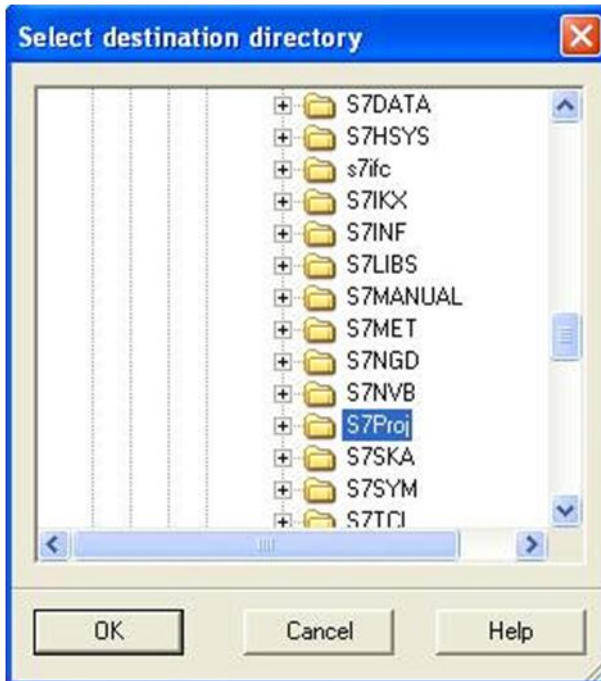 Select destination directory
S7DATA
S7HSYS
s7ifc
S7IKX
S7INF
S7LIBS
S7MANUAL
S7MET
S7NGD
S7NVB
S7Proj
S7SKA
S7SYM
S7TCI
OK
Cancel
Help